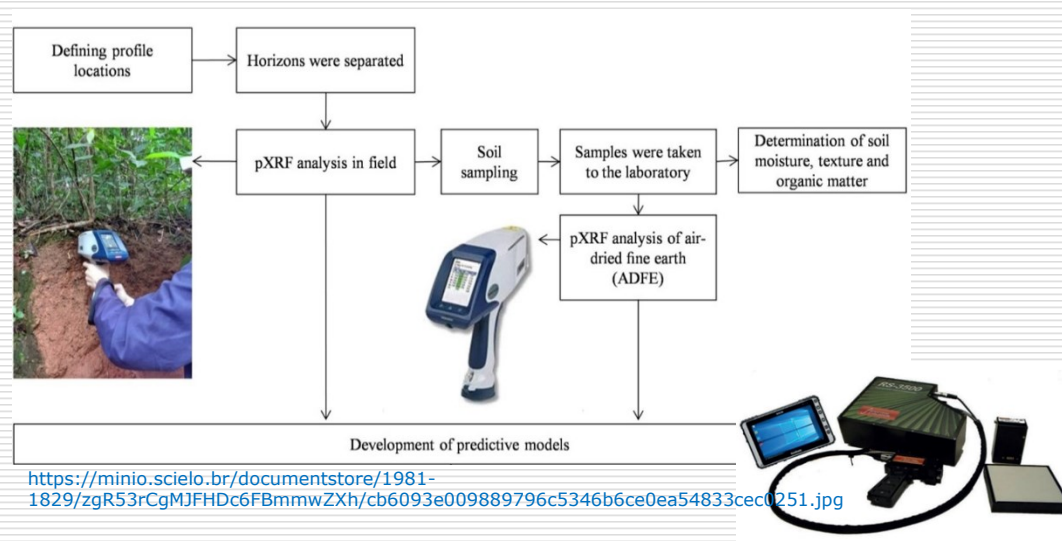 Defining profile
locations
Horizons were separated
pXRF analysis in field
Soil
sampling
Samples were taken
to the laboratory
Determination of soil
moisture, texture and
organic matter
pXRF analysis of air-
dried fine earth
(ADFE)
RS-3500
Development of predictive models
https://minio.scielo.br/documentstore/1981-
1829/zgR53rCgMJFHDc6FBmmwZXh/cb6093e009889796c5346b6ce0ea54833cec0251.jpg